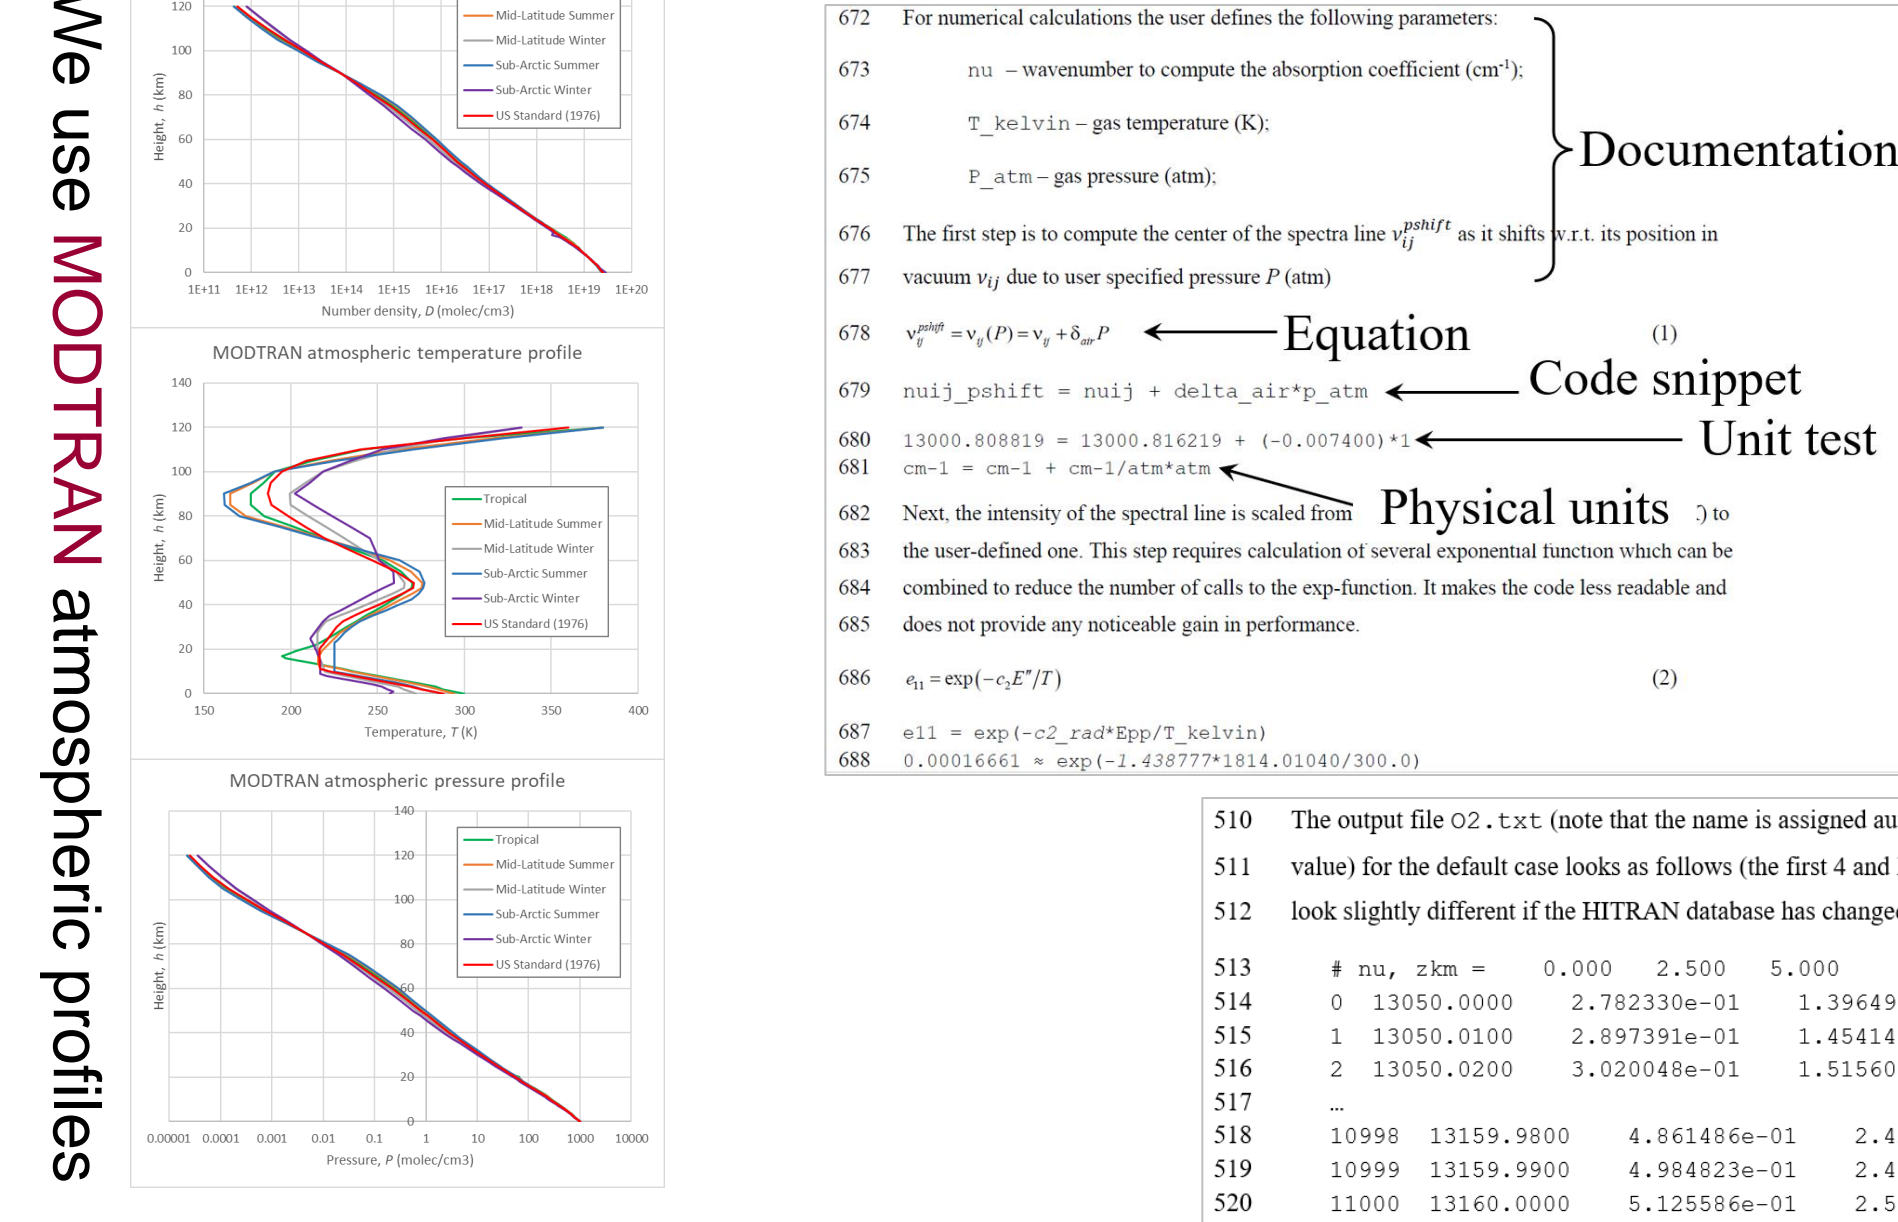 We use MODTRAN atmospheric profiles
120
100
80
60
40
20
0
Height, h (km)
Mid-Latitude Summer
Mid-Latitude Winter
Sub-Arctic Summer
Sub-Arctic Winter
US Standard (1976)
1E+11 1E+12 1E+13 1E+14 1E+15 1E+16 1E+17 1E+18 1E+19 1E+20
Number density, D (molec/cm3)
MODTRAN atmospheric temperature profile
140
120
100
80
60
40
20
0
Height, h (km)
Tropical
Mid-Latitude Summer
Mid-Latitude Winter
Sub-Arctic Summer
Sub-Arctic Winter
US Standard (1976)
150 200 250 300 350 400
Temperature, T (K)
MODTRAN atmospheric pressure profile
140
120
100
80
60
40
20
0
Height, h (km)
Tropical
Mid-Latitude Summer
Mid-Latitude Winter
Sub-Arctic Summer
Sub-Arctic Winter
US Standard (1976)
0.00001 0.0001 0.001 0.01 0.1 1 10 100 1000 10000
Pressure, P (molec/cm3)
672 For numerical calculations the user defines the following parameters:
673 nu – wavenumber to compute the absorption coefficient (cm⁻¹);
674 T_kelvin – gas temperature (K);
675 P_atm – gas pressure (atm);
Documentation
676 The first step is to compute the center of the spectra line ν_ij^pshift as it shifts w.r.t. its position in
677 vacuum ν_ij due to user specified pressure P (atm)
678 ν_ij^pshift = ν_ij(P) = ν_ij + δ_air P (1)
Equation
679 nuij_pshift = nuij + delta_air*p_atm
Code snippet
680 13000.808819 = 13000.816219 + (-0.007400)*1
Unit test
681 cm-1 = cm-1 + cm-1/atm*atm
Physical units
682 Next, the intensity of the spectral line is scaled from ) to
683 the user-defined one. This step requires calculation of several exponential function which can be
684 combined to reduce the number of calls to the exp-function. It makes the code less readable and
685 does not provide any noticeable gain in performance.
686 e₁₁ = exp(−c₂E″/T) (2)
687 e11 = exp(-c2_rad*Epp/T_kelvin)
688 0.00016661 ≈ exp(-1.438777*1814.01040/300.0)
510 The output file O2.txt (note that the name is assigned au
511 value) for the default case looks as follows (the first 4 and
512 look slightly different if the HITRAN database has change
513 # nu, zkm = 0.000 2.500 5.000
514 0 13050.0000 2.782330e-01 1.39649
515 1 13050.0100 2.897391e-01 1.45414
516 2 13050.0200 3.020048e-01 1.51560
517 …
518 10998 13159.9800 4.861486e-01 2.4
519 10999 13159.9900 4.984823e-01 2.4
520 11000 13160.0000 5.125586e-01 2.5